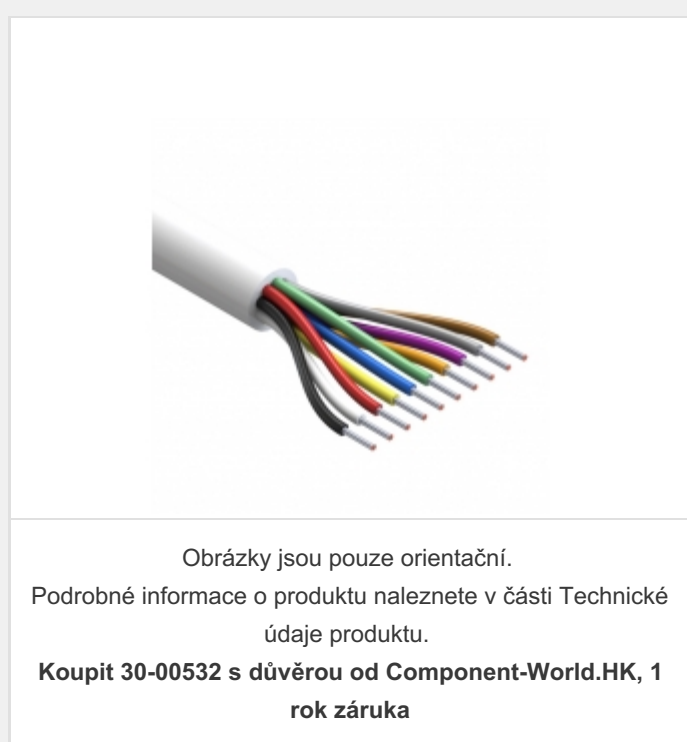 Obrázky jsou pouze orientační.
Podrobné informace o produktu naleznete v části Technické
údaje produktu.
Koupit 30-00532 s důvěrou od Component-World.HK, 1
rok záruka